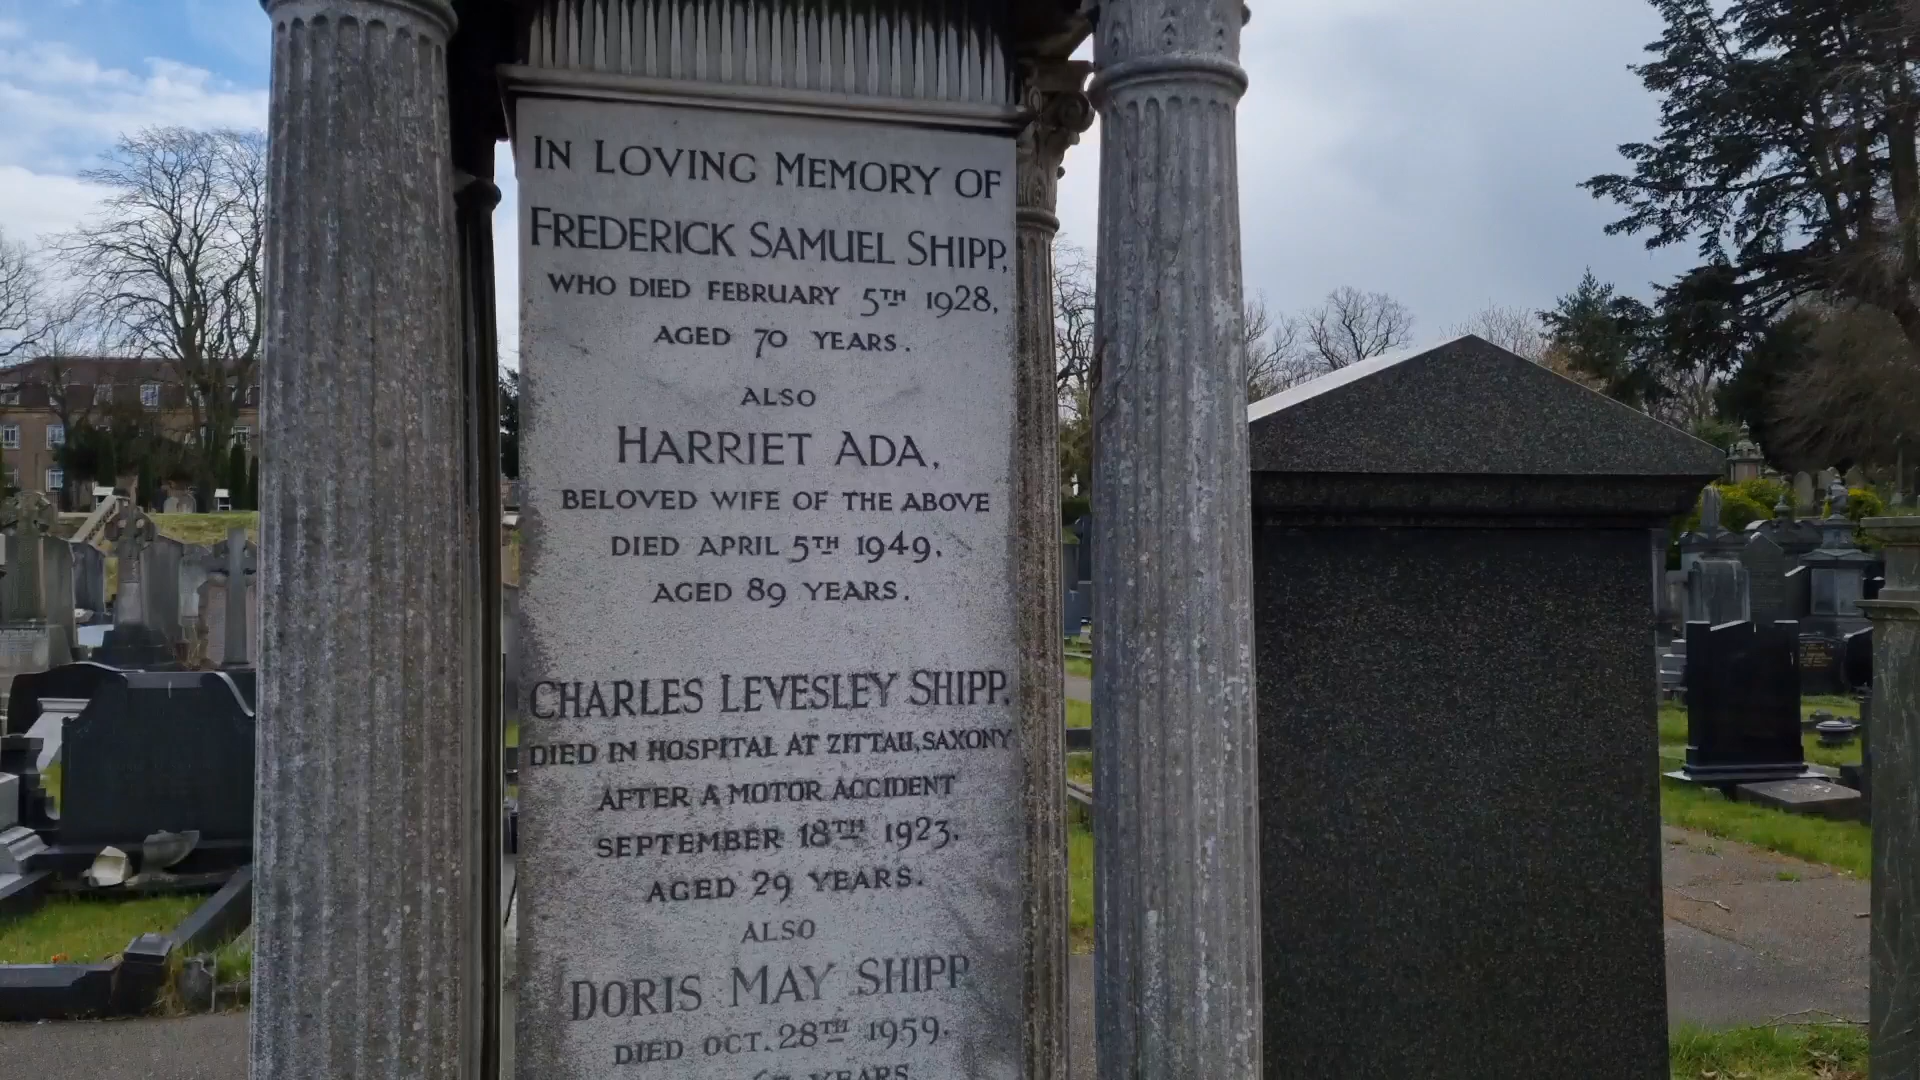 IN LOVING MEMORY OF
FREDERICK SAMUEL SHIPP,
WHO DIED FEBRUARY 5TH 1928,
AGED 70 YEARS.
ALSO
HARRIET ADA,
BELOVED WIFE OF THE ABOVE
DIED APRIL 5TH 1949,
AGED 89 YEARS.
CHARLES LEVESLEY SHIPP,
DIED IN HOSPITAL AT ZITTAU, SAXONY
AFTER A MOTOR ACCIDENT
SEPTEMBER 18TH 1923,
AGED 29 YEARS.
ALSO
DORIS MAY SHIPP
DIED OCT. 28TH 1959.
YEARS